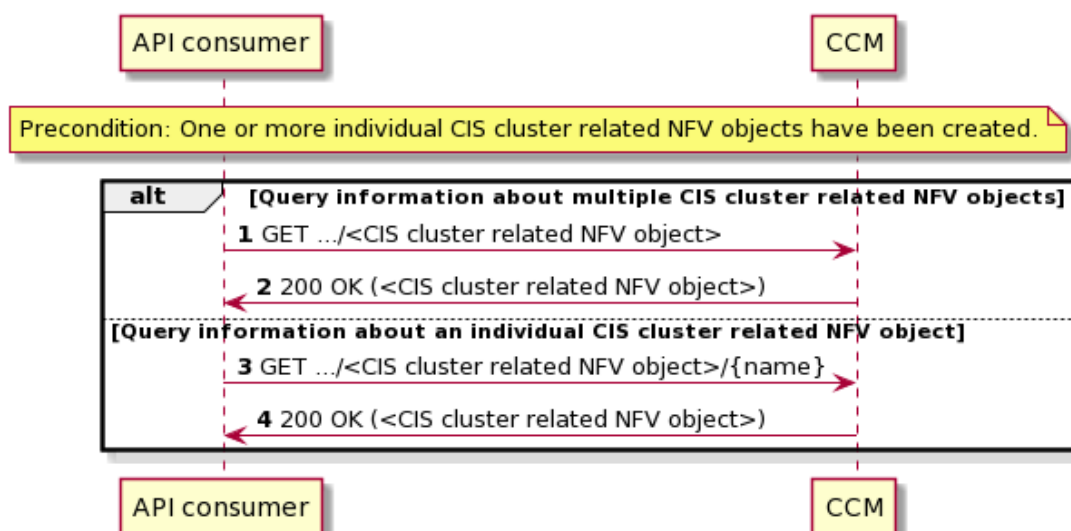 API consumer
CCM
Precondition: One or more individual CIS cluster related NFV objects have been created.
alt
[Query information about multiple CIS cluster related NFV objects]
1 GET .../<CIS cluster related NFV object>
2 200 OK (<CIS cluster related NFV object>)
[Query information about an individual CIS cluster related NFV object]
3 GET .../<CIS cluster related NFV object>/{name}
4 200 OK (<CIS cluster related NFV object>)
API consumer
CCM